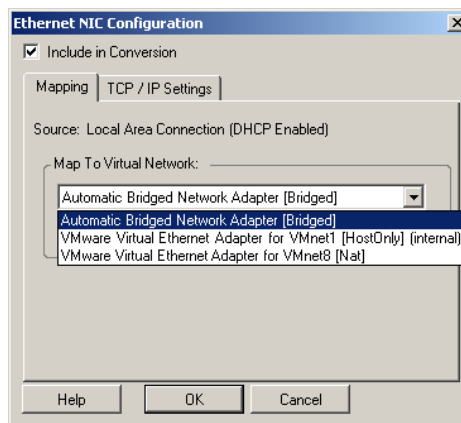 Ethernet NIC Configuration
Include in Conversion
Mapping
TCP / IP Settings
Source: Local Area Connection (DHCP Enabled)
Map To Virtual Network:
Automatic Bridged Network Adapter [Bridged]
Automatic Bridged Network Adapter [Bridged]
VMware Virtual Ethernet Adapter for VMnet1 [HostOnly] (internal)
VMware Virtual Ethernet Adapter for VMnet8 [Nat]
Help
OK
Cancel